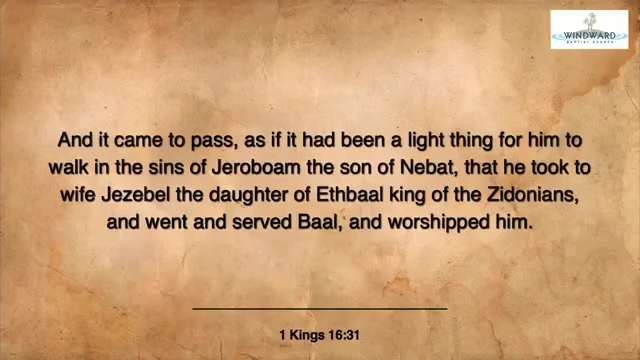 WINDWARD
BAPTIST CHURCH
And it came to pass, as if it had been a light thing for him to
walk in the sins of Jeroboam the son of Nebat, that he took to
wife Jezebel the daughter of Ethbaal king of the Zidonians,
and went and served Baal, and worshipped him.
1 Kings 16:31